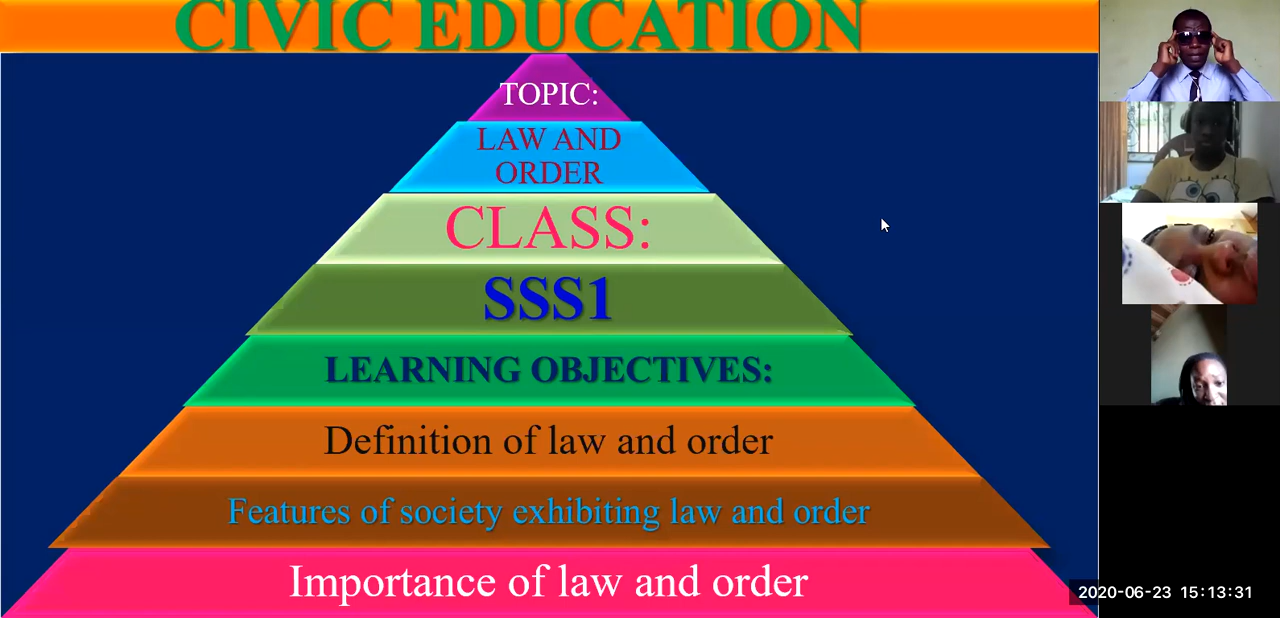 CIVIC EDUCATION
TOPIC:
LAW AND
ORDER
CLASS:
SSS1
LEARNING OBJECTIVES:
Definition of law and order
Features of society exhibiting law and order
Importance of law and order
2020-06-23 15:13:31